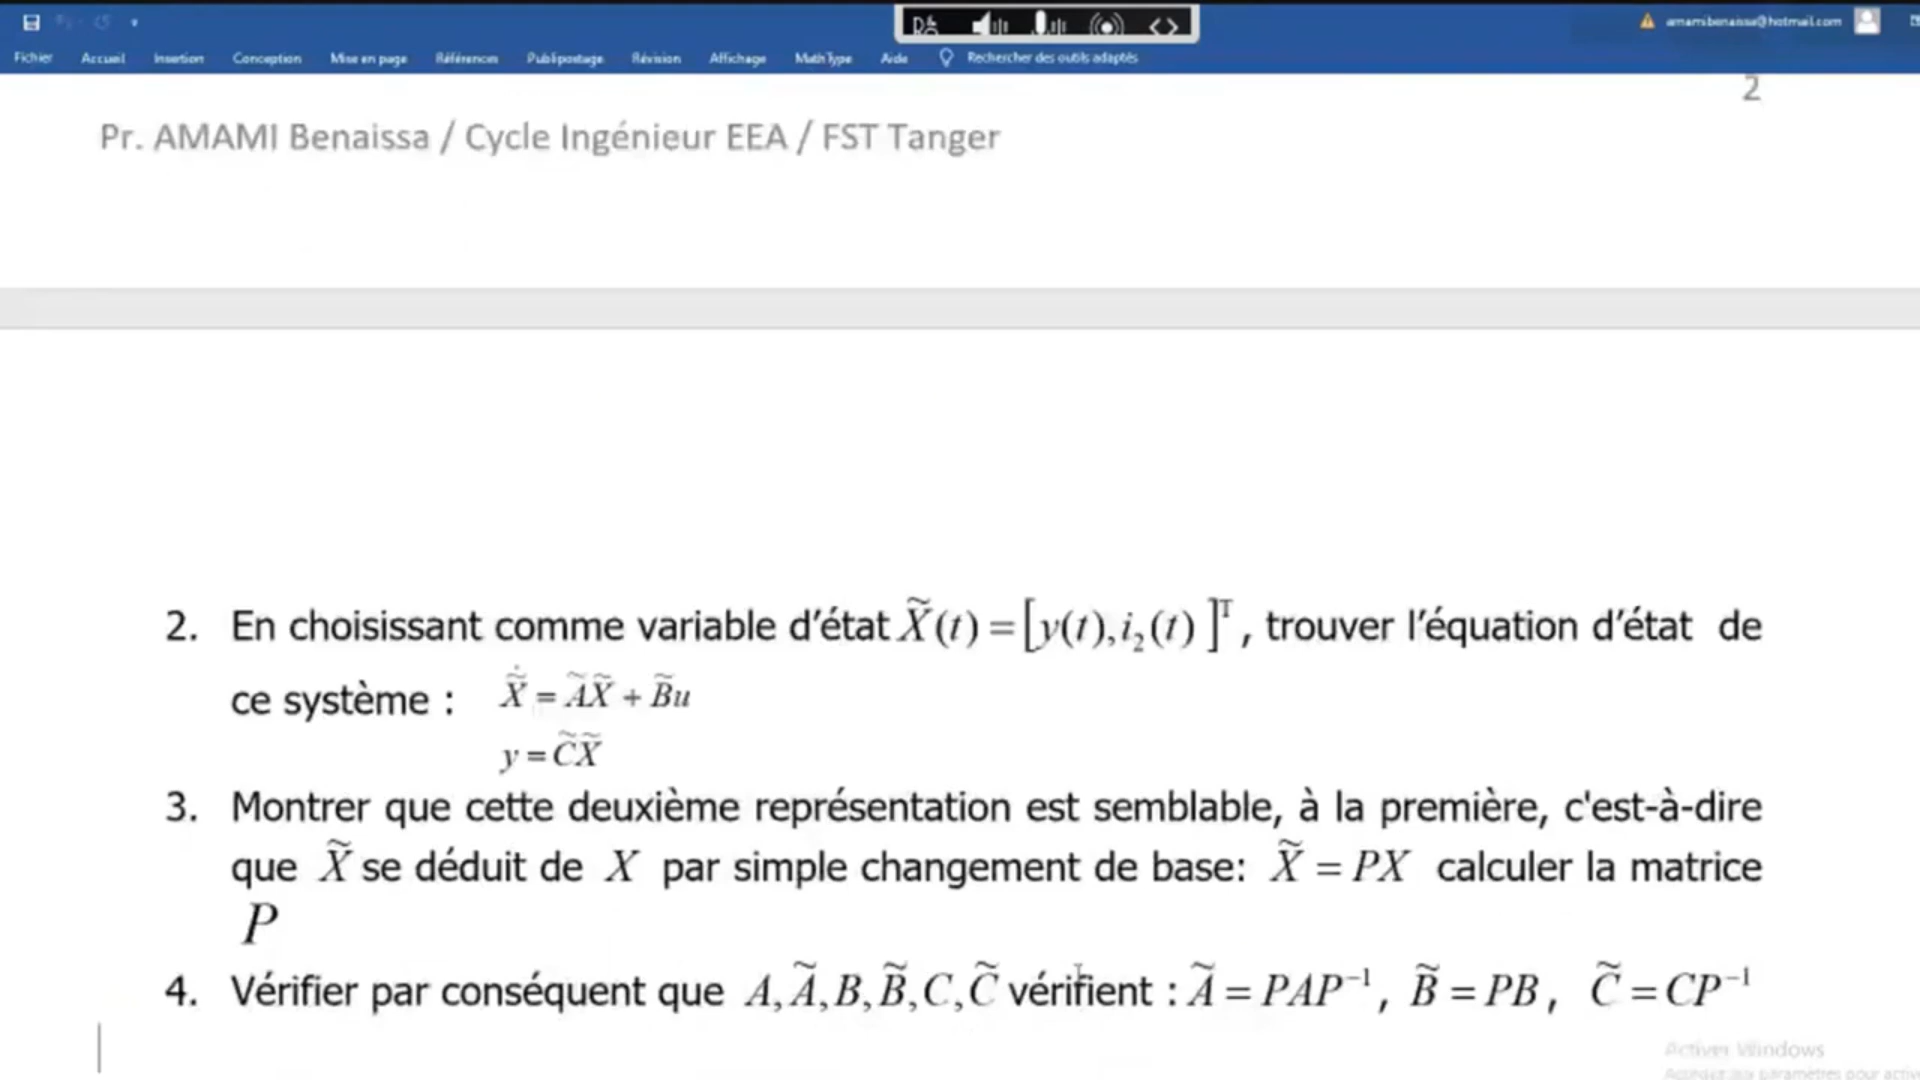 amamibenaissa@hotmail.com
Fichier Accueil Insertion Conception Mise en page Références Publipostage Révision Affichage MathType Aide Rechercher des outils adaptés
2
Pr. AMAMI Benaissa / Cycle Ingénieur EEA / FST Tanger
2. En choisissant comme variable d'état X̃(t) = [y(t), i₂(t)]ᵀ, trouver l'équation d'état de
ce système : X̃̇ = ÃX̃ + B̃u
y = C̃X̃
3. Montrer que cette deuxième représentation est semblable, à la première, c'est-à-dire
que X̃ se déduit de X par simple changement de base: X̃ = PX calculer la matrice
P
4. Vérifier par conséquent que A, Ã, B, B̃, C, C̃ vérifient : Ã = PAP⁻¹, B̃ = PB, C̃ = CP⁻¹
Activer Windows